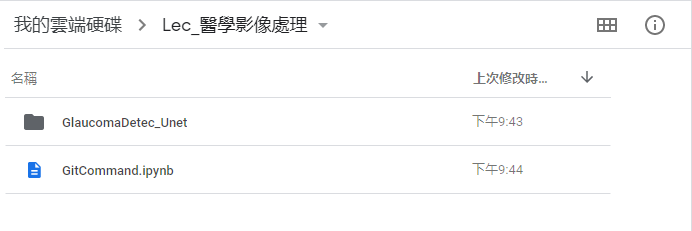 我的雲端硬碟 > Lec_醫學影像處理
名稱 上次修改時...
GlaucomaDetec_Unet 下午9:43
GitCommand.ipynb 下午9:44